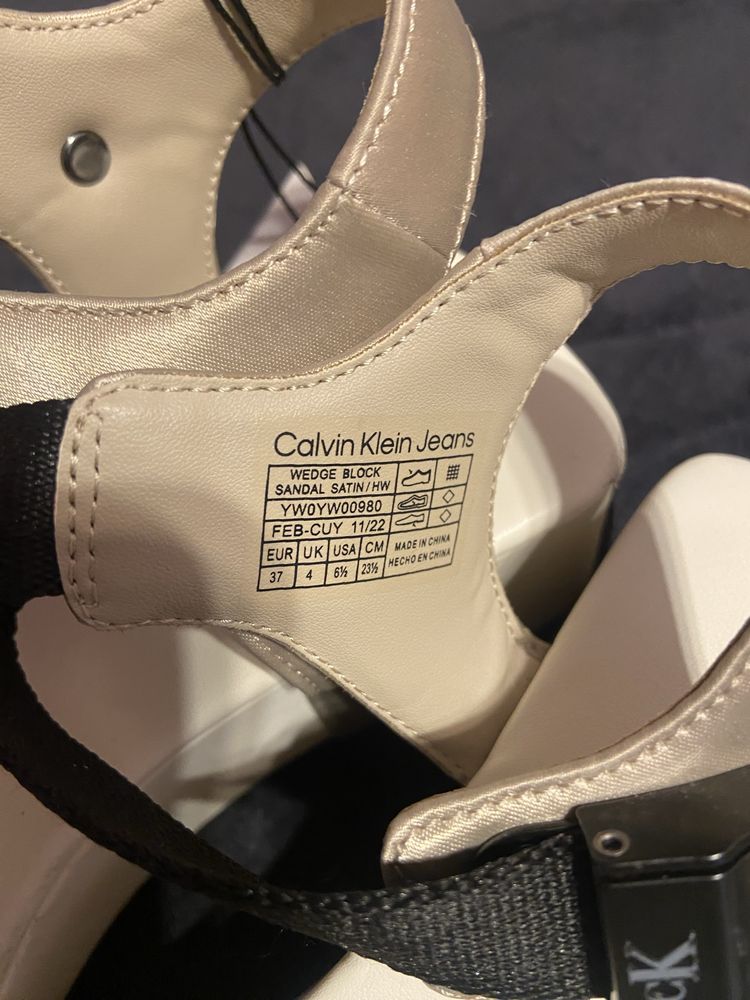 Calvin Klein Jeans
WEDGE BLOCK
SANDAL SATIN/HW
YW0YW00980
FEB-CUY 11/22
EUR UK USA CM
37 4 6½ 23½
MADE IN CHINA
HECHO EN CHINA
CK